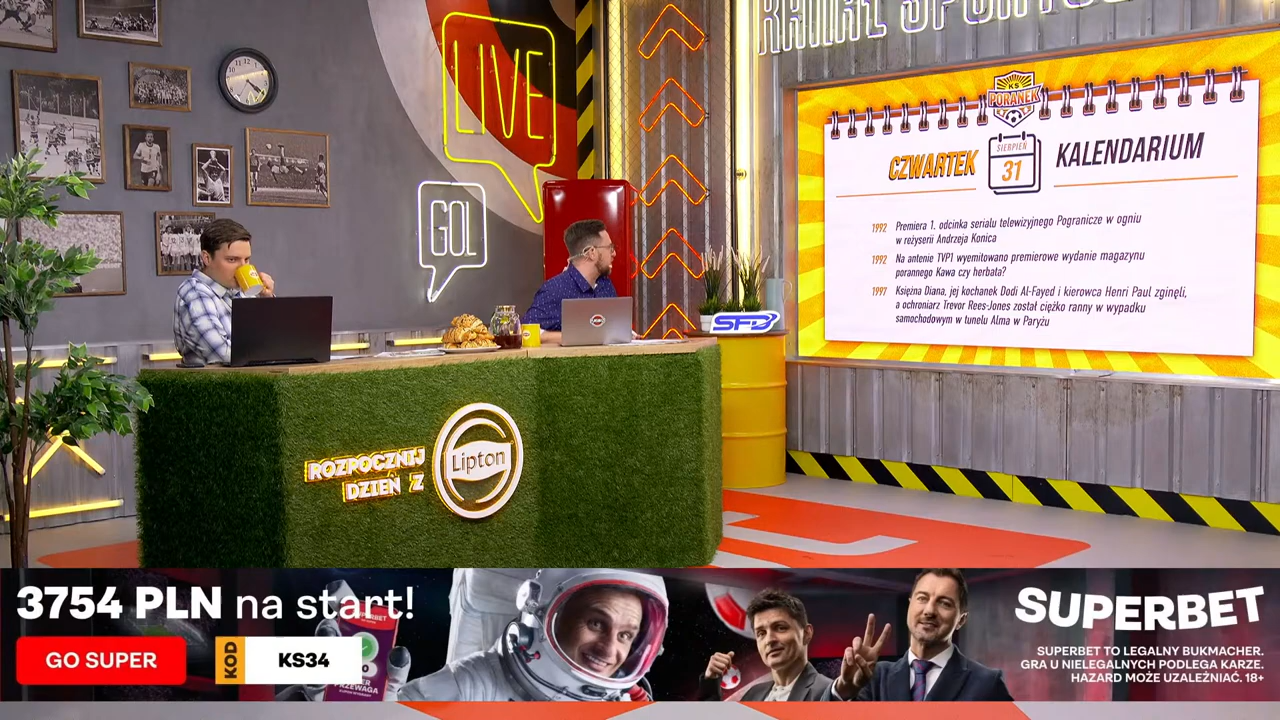 KANAŁ SPORTOWY
LIVE
GOL
KS
PORANEK
CZWARTEK
SIERPIEŃ
31
KALENDARIUM
1992 Premiera 1. odcinka serialu telewizyjnego Pogranicze w ogniu
w reżyserii Andrzeja Konica
1992 Na antenie TVP1 wyemitowano premierowe wydanie magazynu
porannego Kawa czy herbata?
1997 Księżna Diana, jej kochanek Dodi Al-Fayed i kierowca Henri Paul zginęli,
a ochroniarz Trevor Rees-Jones został ciężko ranny w wypadku
samochodowym w tunelu Alma w Paryżu
SFD
ROZPOCZNIJ
DZIEŃ Z
Lipton
3754 PLN na start!
GO SUPER
KOD
KS34
SUPERBET
SUPERBET TO LEGALNY BUKMACHER.
GRA U NIELEGALNYCH PODLEGA KARZE.
HAZARD MOŻE UZALEŻNIAĆ. 18+